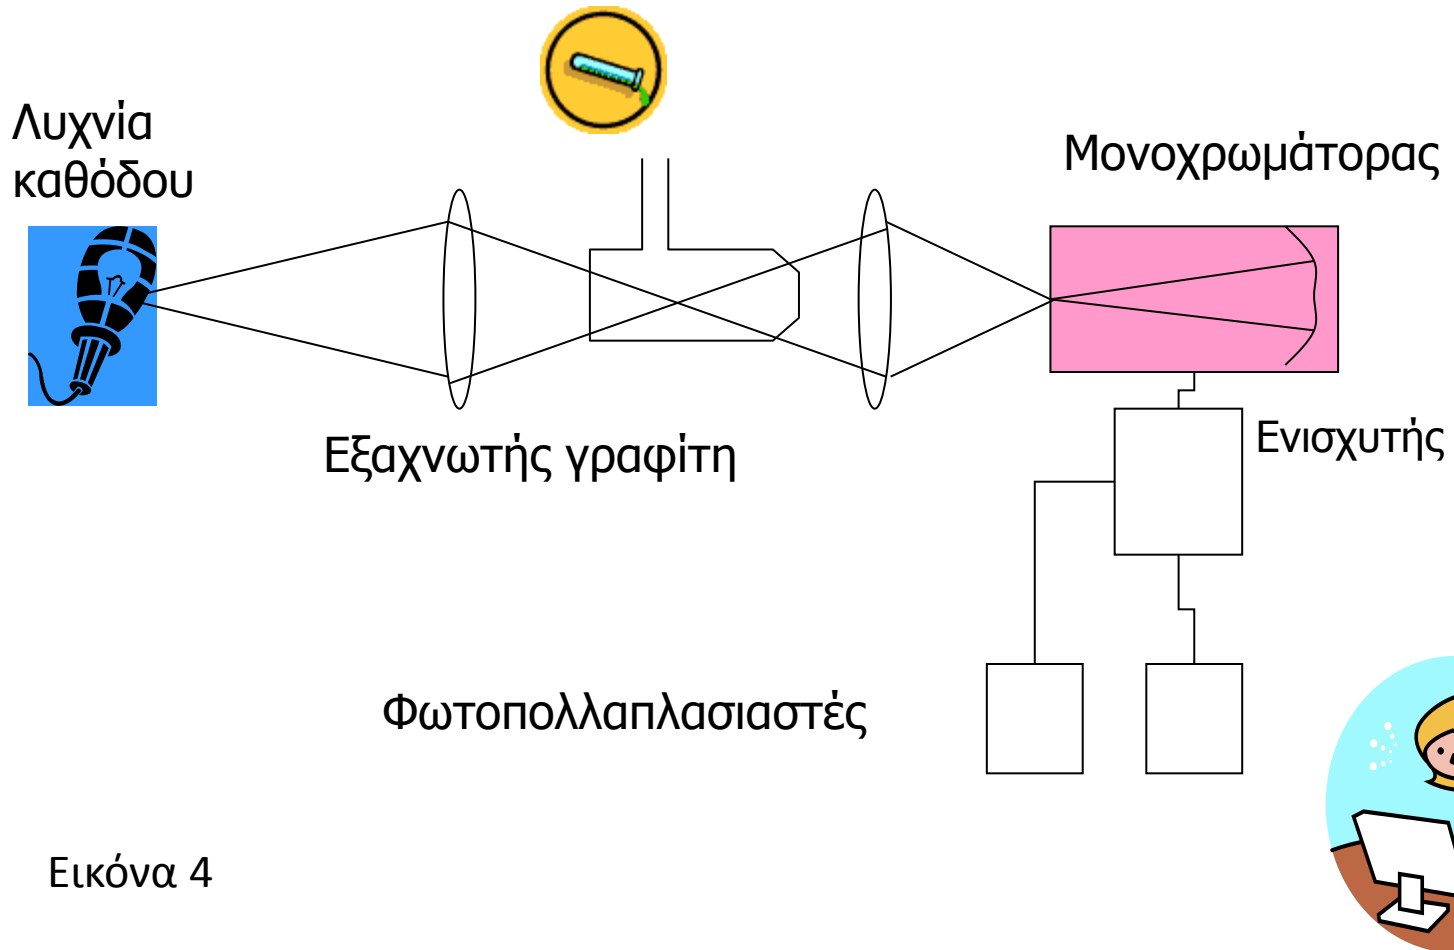 Λυχνία
καθόδου
Μονοχρωμάτορας
Ενισχυτής
Εξαχνωτής γραφίτη
Φωτοπολλαπλασιαστές
Εικόνα 4